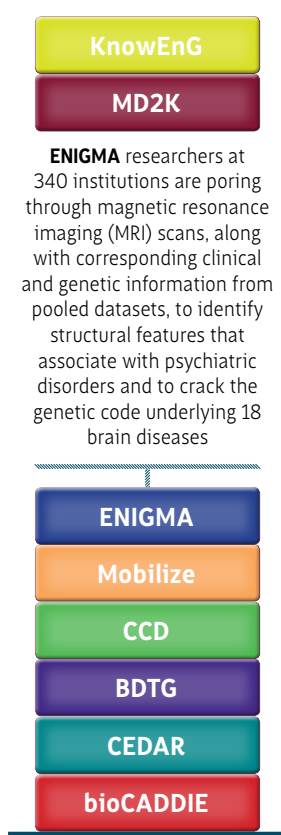 KnowEnG
MD2K
ENIGMA researchers at
340 institutions are poring
through magnetic resonance
imaging (MRI) scans, along
with corresponding clinical
and genetic information from
pooled datasets, to identify
structural features that
associate with psychiatric
disorders and to crack the
genetic code underlying 18
brain diseases
ENIGMA
Mobilize
CCD
BDTG
CEDAR
bioCADDIE